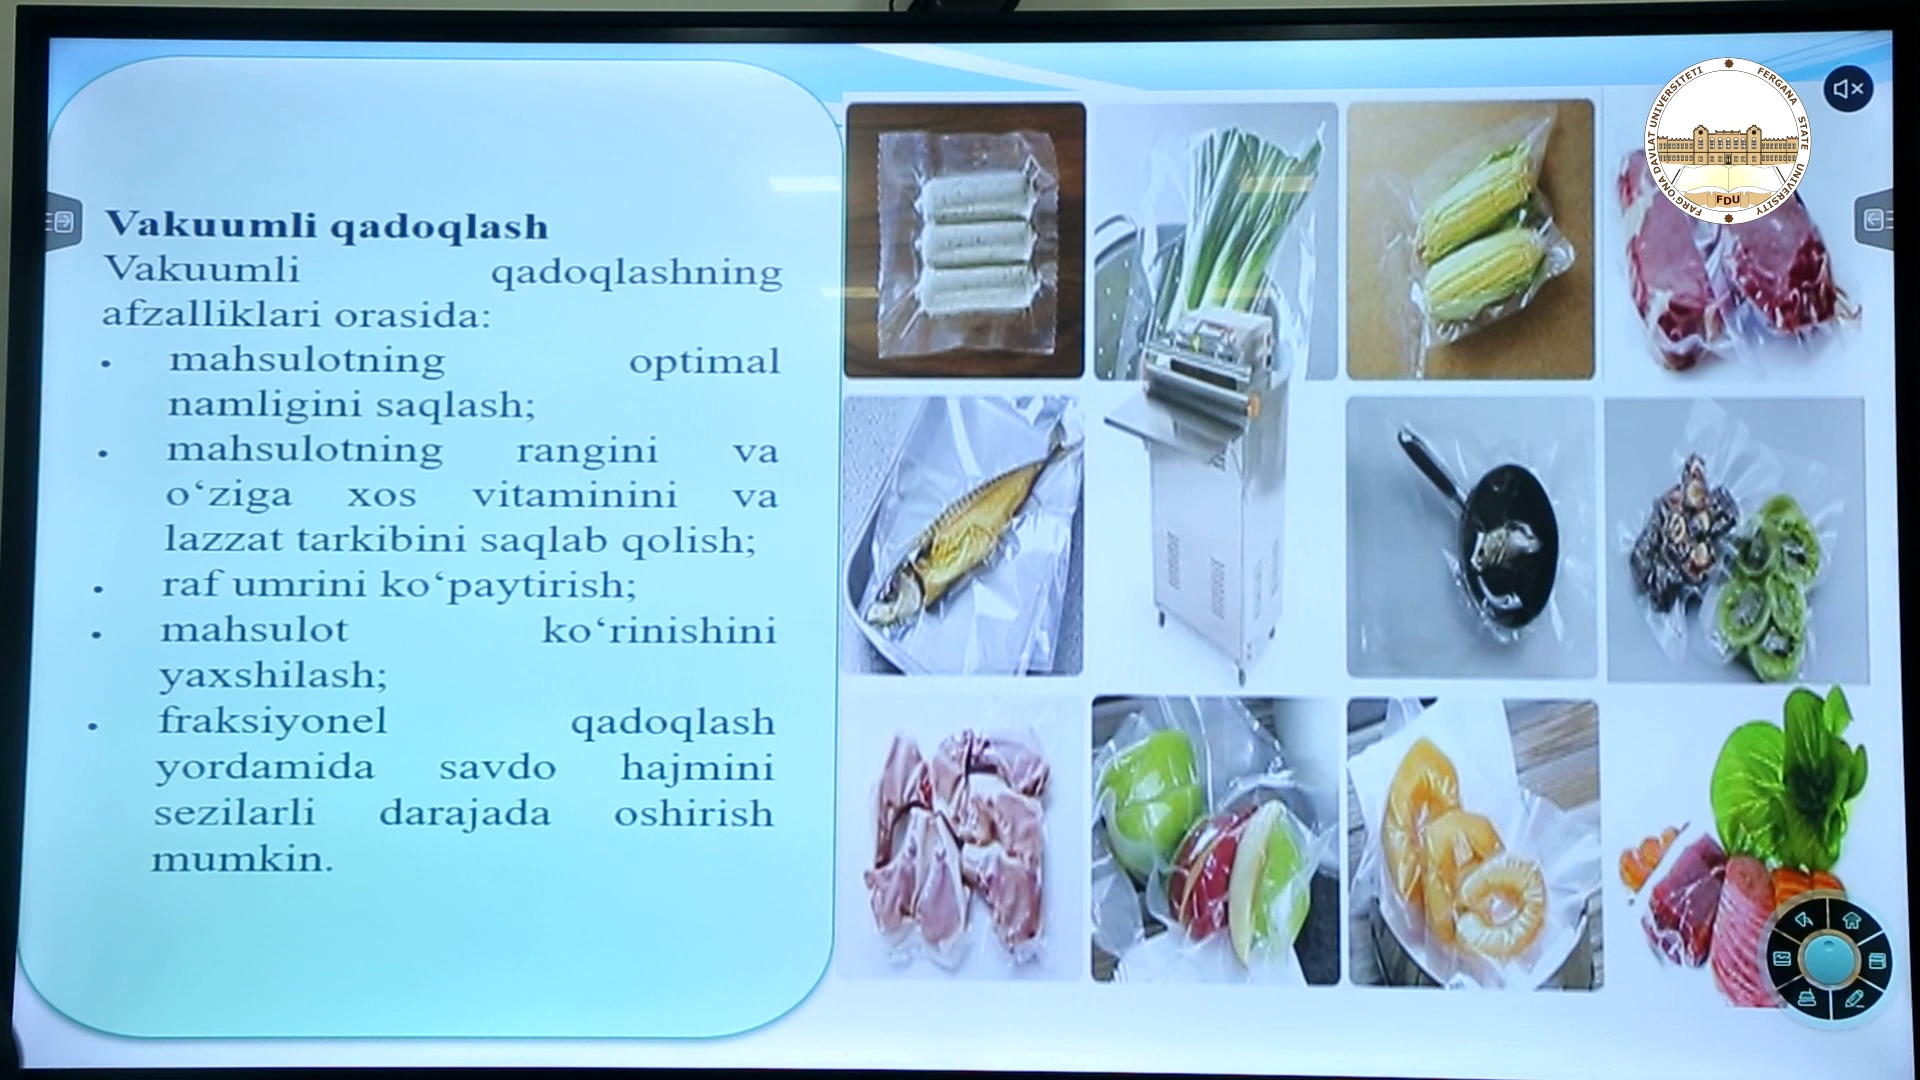 Vakuumli qadoqlash
Vakuumli qadoqlashning
afzalliklari orasida:
• mahsulotning optimal
namligini saqlash;
• mahsulotning rangini va
o‘ziga xos vitaminini va
lazzat tarkibini saqlab qolish;
• raf umrini ko‘paytirish;
• mahsulot ko‘rinishini
yaxshilash;
• fraksiyonel qadoqlash
yordamida savdo hajmini
sezilarli darajada oshirish
mumkin.
FARG'ONA DAVLAT UNIVERSITETI
FERGANA STATE UNIVERSITY
FDU